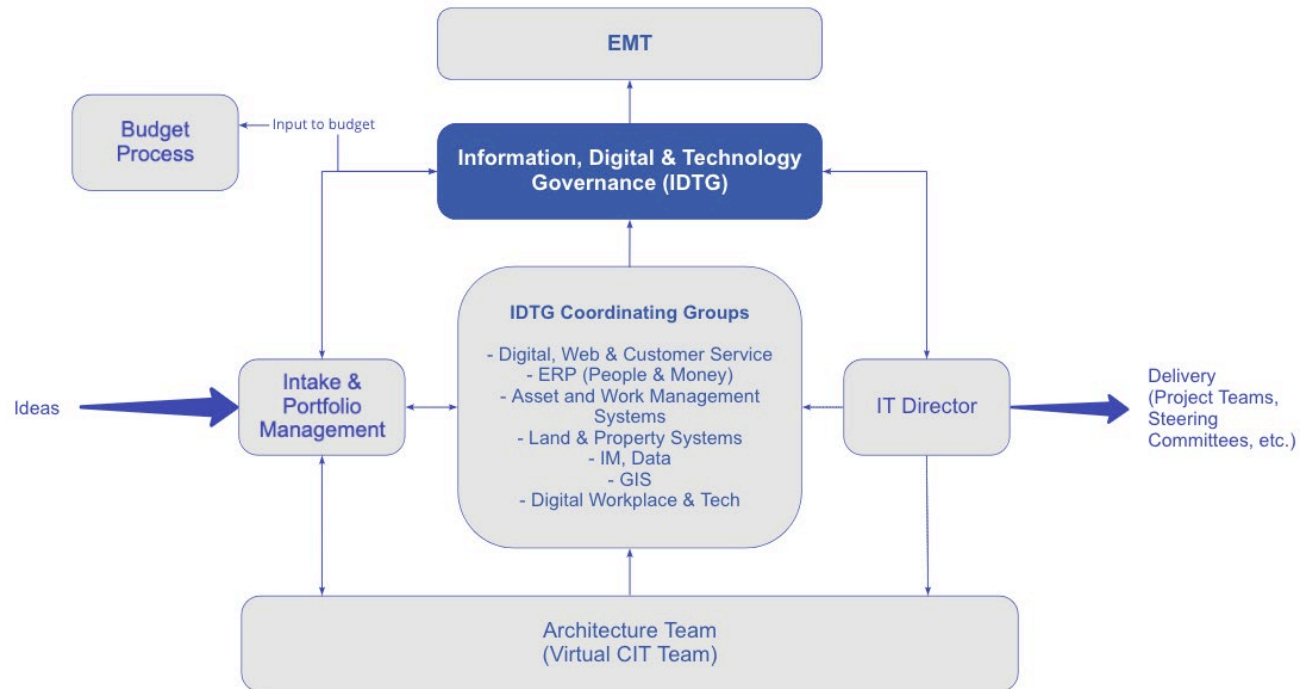 EMT
Budget
Process
Input to budget
Information, Digital & Technology
Governance (IDTG)
IDTG Coordinating Groups
- Digital, Web & Customer Service
- ERP (People & Money)
- Asset and Work Management
Systems
- Land & Property Systems
- IM, Data
- GIS
- Digital Workplace & Tech
Ideas
Intake &
Portfolio
Management
IT Director
Delivery
(Project Teams,
Steering
Committees, etc.)
Architecture Team
(Virtual CIT Team)